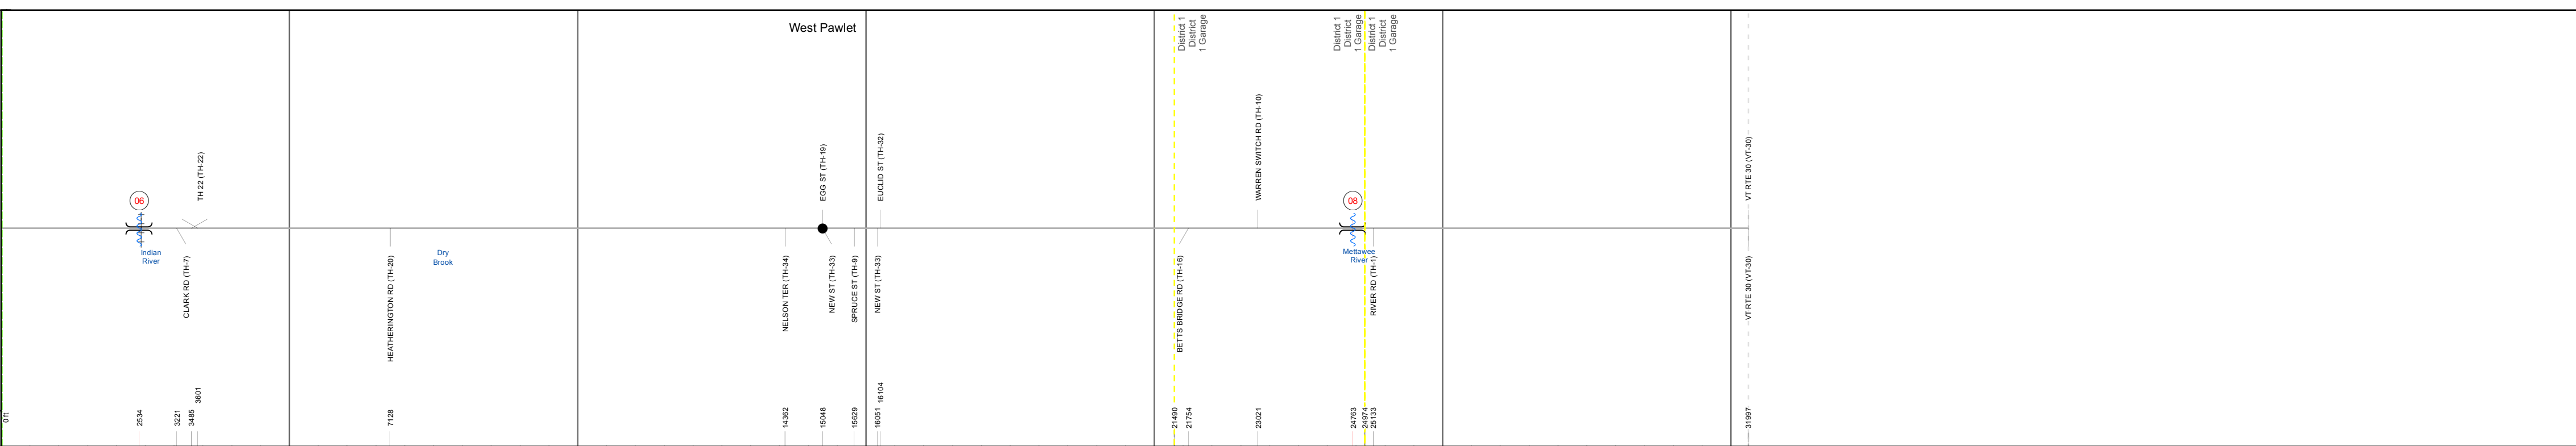 West Pawlet
District 1
District
1 Garage
District 1
District
1 Garage
District 1
District
1 Garage
TH 22 (TH-22)
EGG ST (TH-19)
EUCLID ST (TH-32)
WARREN SWITCH RD (TH-10)
VT RTE 30 (VT-30)
06
08
Indian
River
Dry
Brook
Mettawee
River
CLARK RD (TH-7)
HEATHERINGTON RD (TH-20)
NELSON TER (TH-34)
NEW ST (TH-33)
SPRUCE ST (TH-9)
NEW ST (TH-33)
BETTS BRIDGE RD (TH-16)
RIVER RD (TH-1)
VT RTE 30 (VT-30)
0 ft
2534
3221
3485
3601
7128
14362
15048
15629
16051
16104
21490
21754
23021
24763
24974
25133
31997